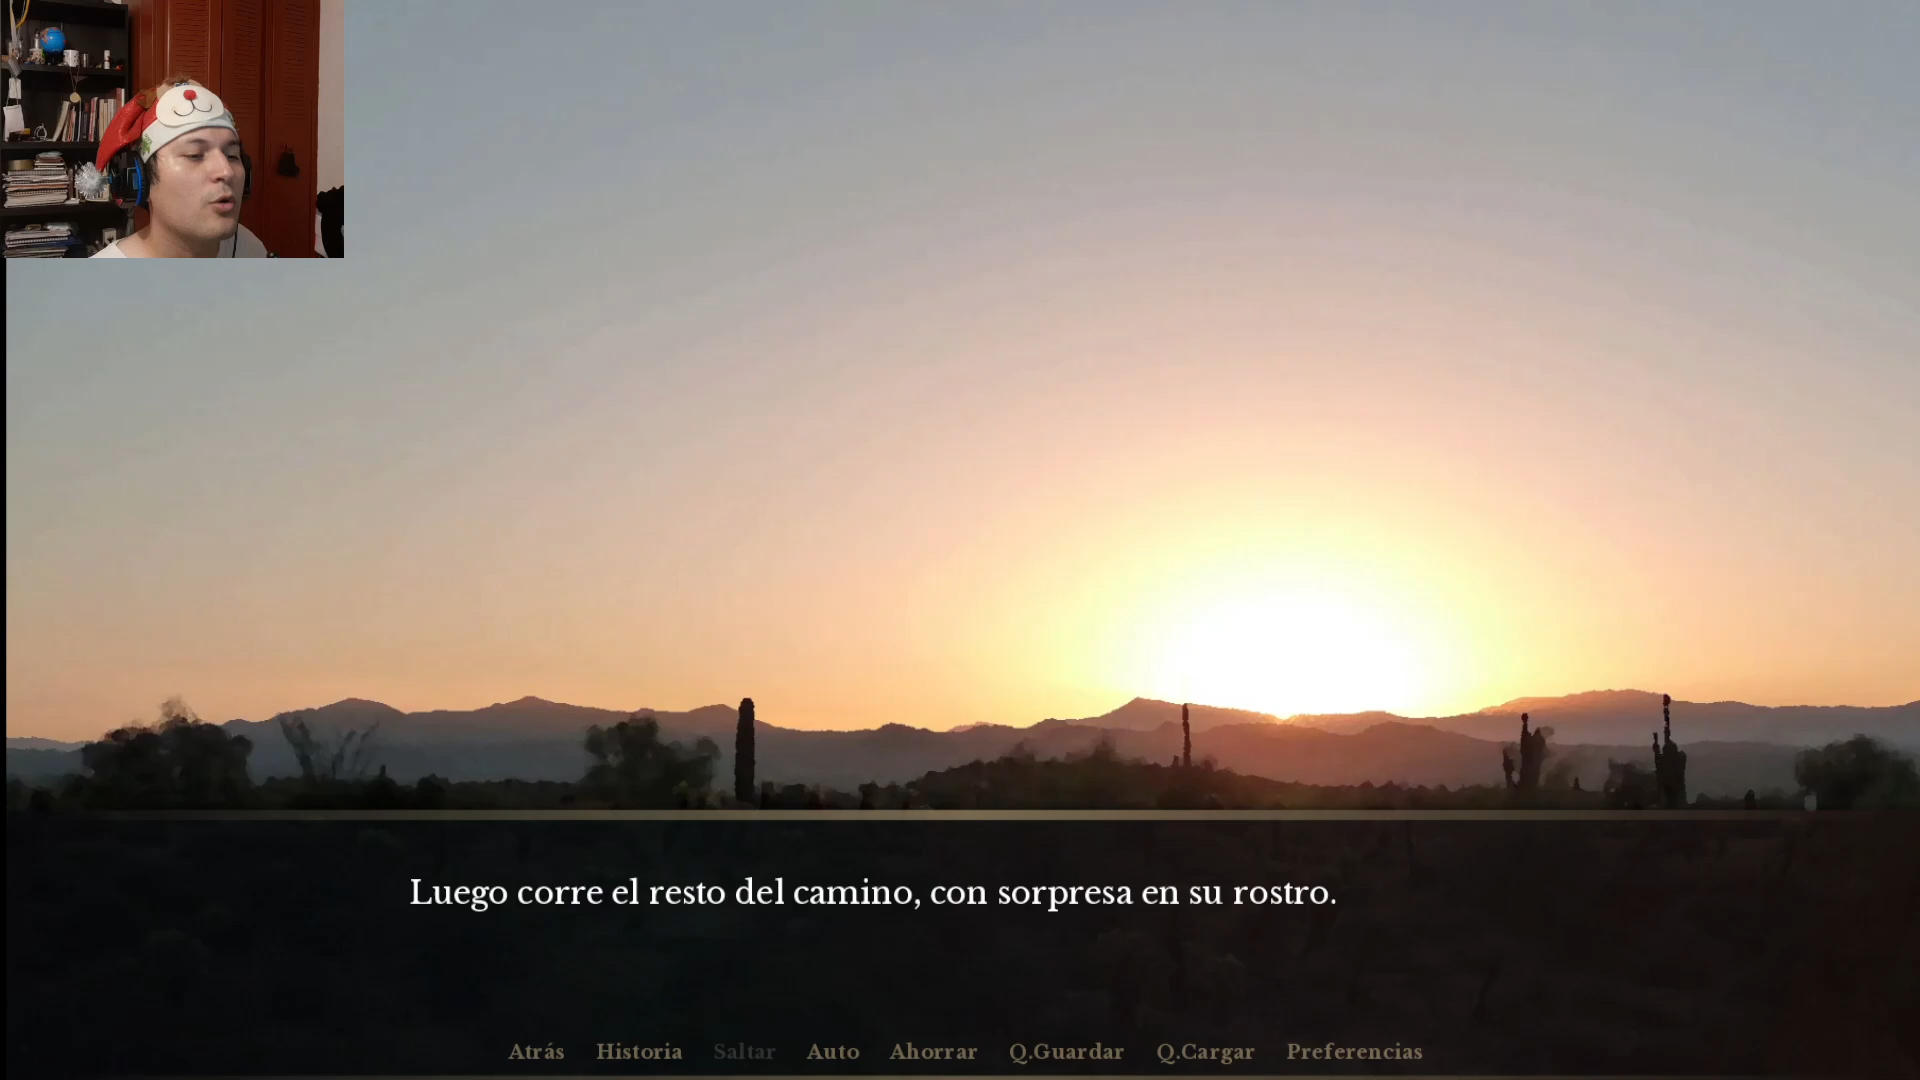 Luego corre el resto del camino, con sorpresa en su rostro.
Atrás Historia Saltar Auto Ahorrar Q.Guardar Q.Cargar Preferencias